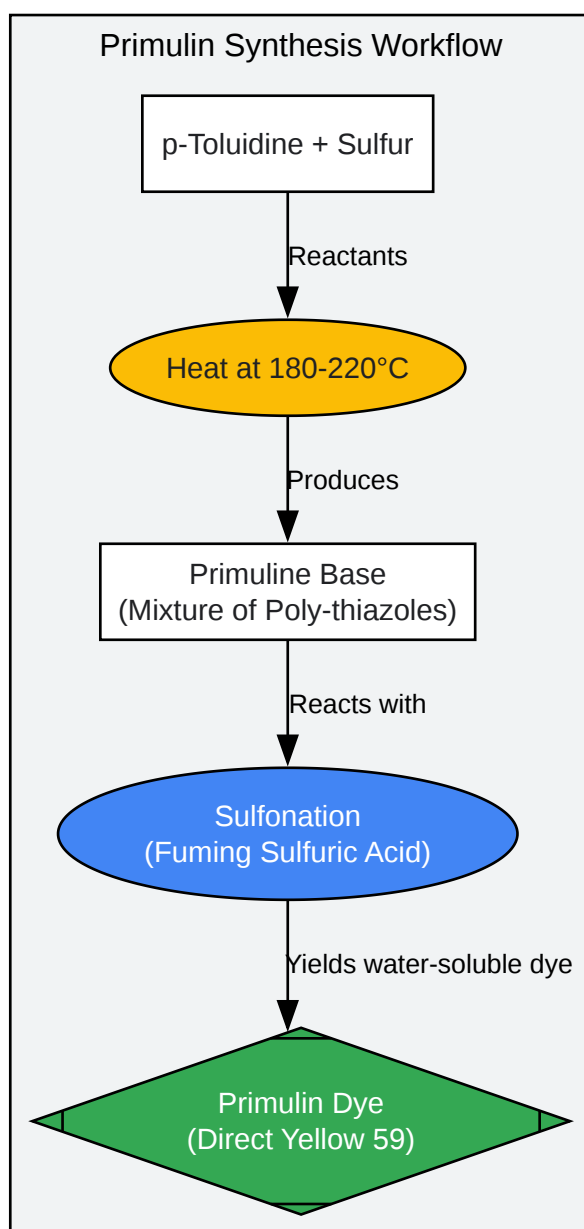 Primulin Synthesis Workflow
p-Toluidine + Sulfur
Reactants
Heat at 180-220°C
Produces
Primuline Base
(Mixture of Poly-thiazoles)
Reacts with
Sulfonation
(Fuming Sulfuric Acid)
Yields water-soluble dye
Primulin Dye
(Direct Yellow 59)